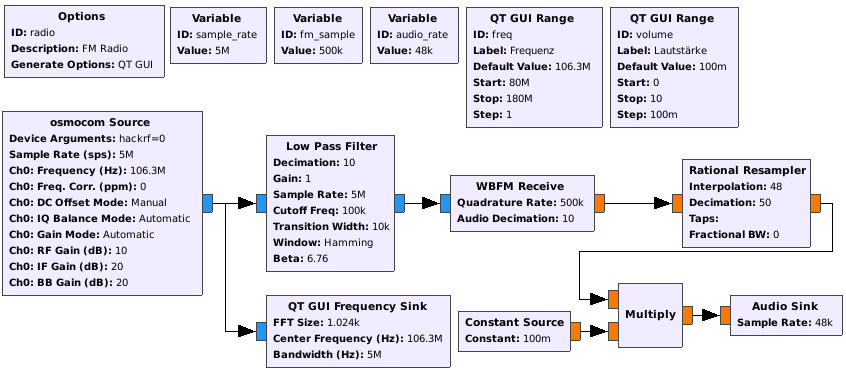 Options
ID: radio
Description: FM Radio
Generate Options: QT GUI
Variable
ID: sample_rate
Value: 5M
Variable
ID: fm_sample
Value: 500k
Variable
ID: audio_rate
Value: 48k
QT GUI Range
ID: freq
Label: Frequenz
Default Value: 106.3M
Start: 80M
Stop: 180M
Step: 1
QT GUI Range
ID: volume
Label: Lautstärke
Default Value: 100m
Start: 0
Stop: 10
Step: 100m
osmocom Source
Device Arguments: hackrf=0
Sample Rate (sps): 5M
Ch0: Frequency (Hz): 106.3M
Ch0: Freq. Corr. (ppm): 0
Ch0: DC Offset Mode: Manual
Ch0: IQ Balance Mode: Automatic
Ch0: Gain Mode: Automatic
Ch0: RF Gain (dB): 10
Ch0: IF Gain (dB): 20
Ch0: BB Gain (dB): 20
Low Pass Filter
Decimation: 10
Gain: 1
Sample Rate: 5M
Cutoff Freq: 100k
Transition Width: 10k
Window: Hamming
Beta: 6.76
WBFM Receive
Quadrature Rate: 500k
Audio Decimation: 10
Rational Resampler
Interpolation: 48
Decimation: 50
Taps:
Fractional BW: 0
QT GUI Frequency Sink
FFT Size: 1.024k
Center Frequency (Hz): 106.3M
Bandwidth (Hz): 5M
Constant Source
Constant: 100m
Multiply
Audio Sink
Sample Rate: 48k